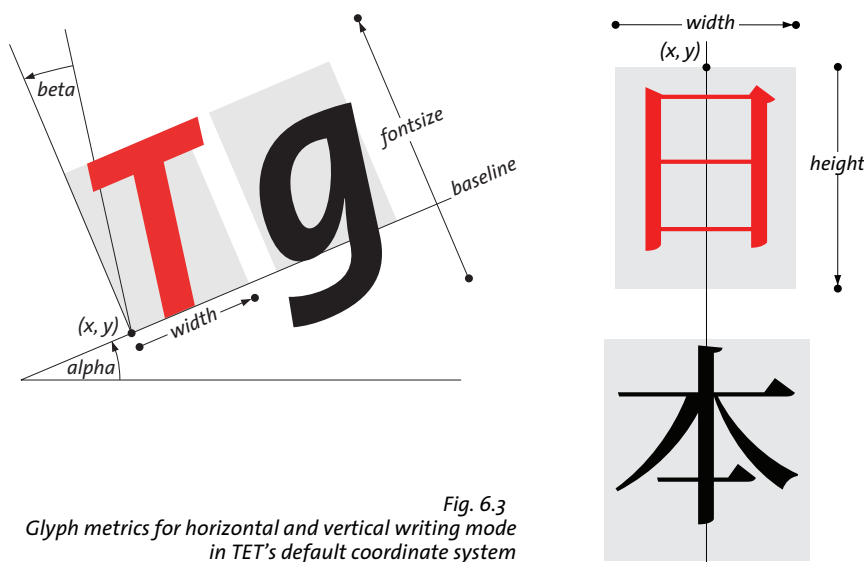 beta
T g
fontsize
baseline
(x, y)
width
alpha
width
(x, y)
height
日
本
Fig. 6.3
Glyph metrics for horizontal and vertical writing mode
in TET’s default coordinate system